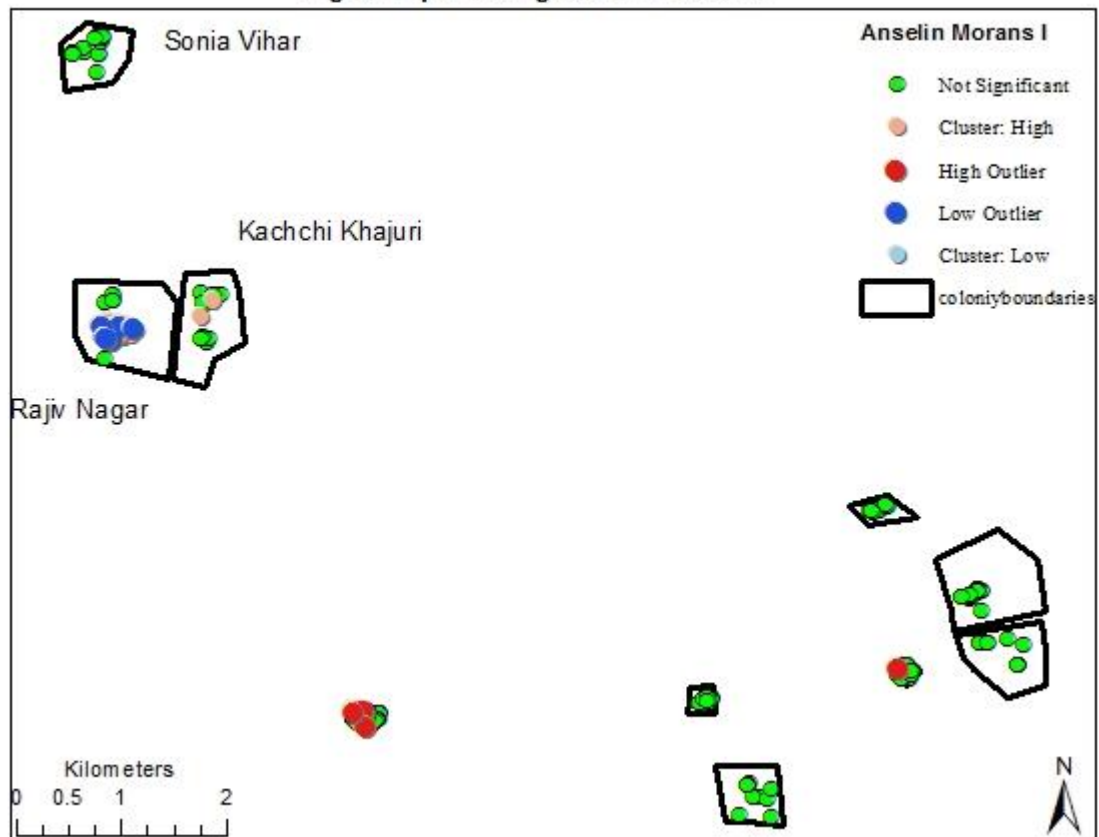 Sonia Vihar
Kachchi Khajuri
Rajiv Nagar
Anselin Morans I
Not Significant
Cluster: High
High Outlier
Low Outlier
Cluster: Low
coloniyboundaries
Kilometers
0 0.5 1 2
N